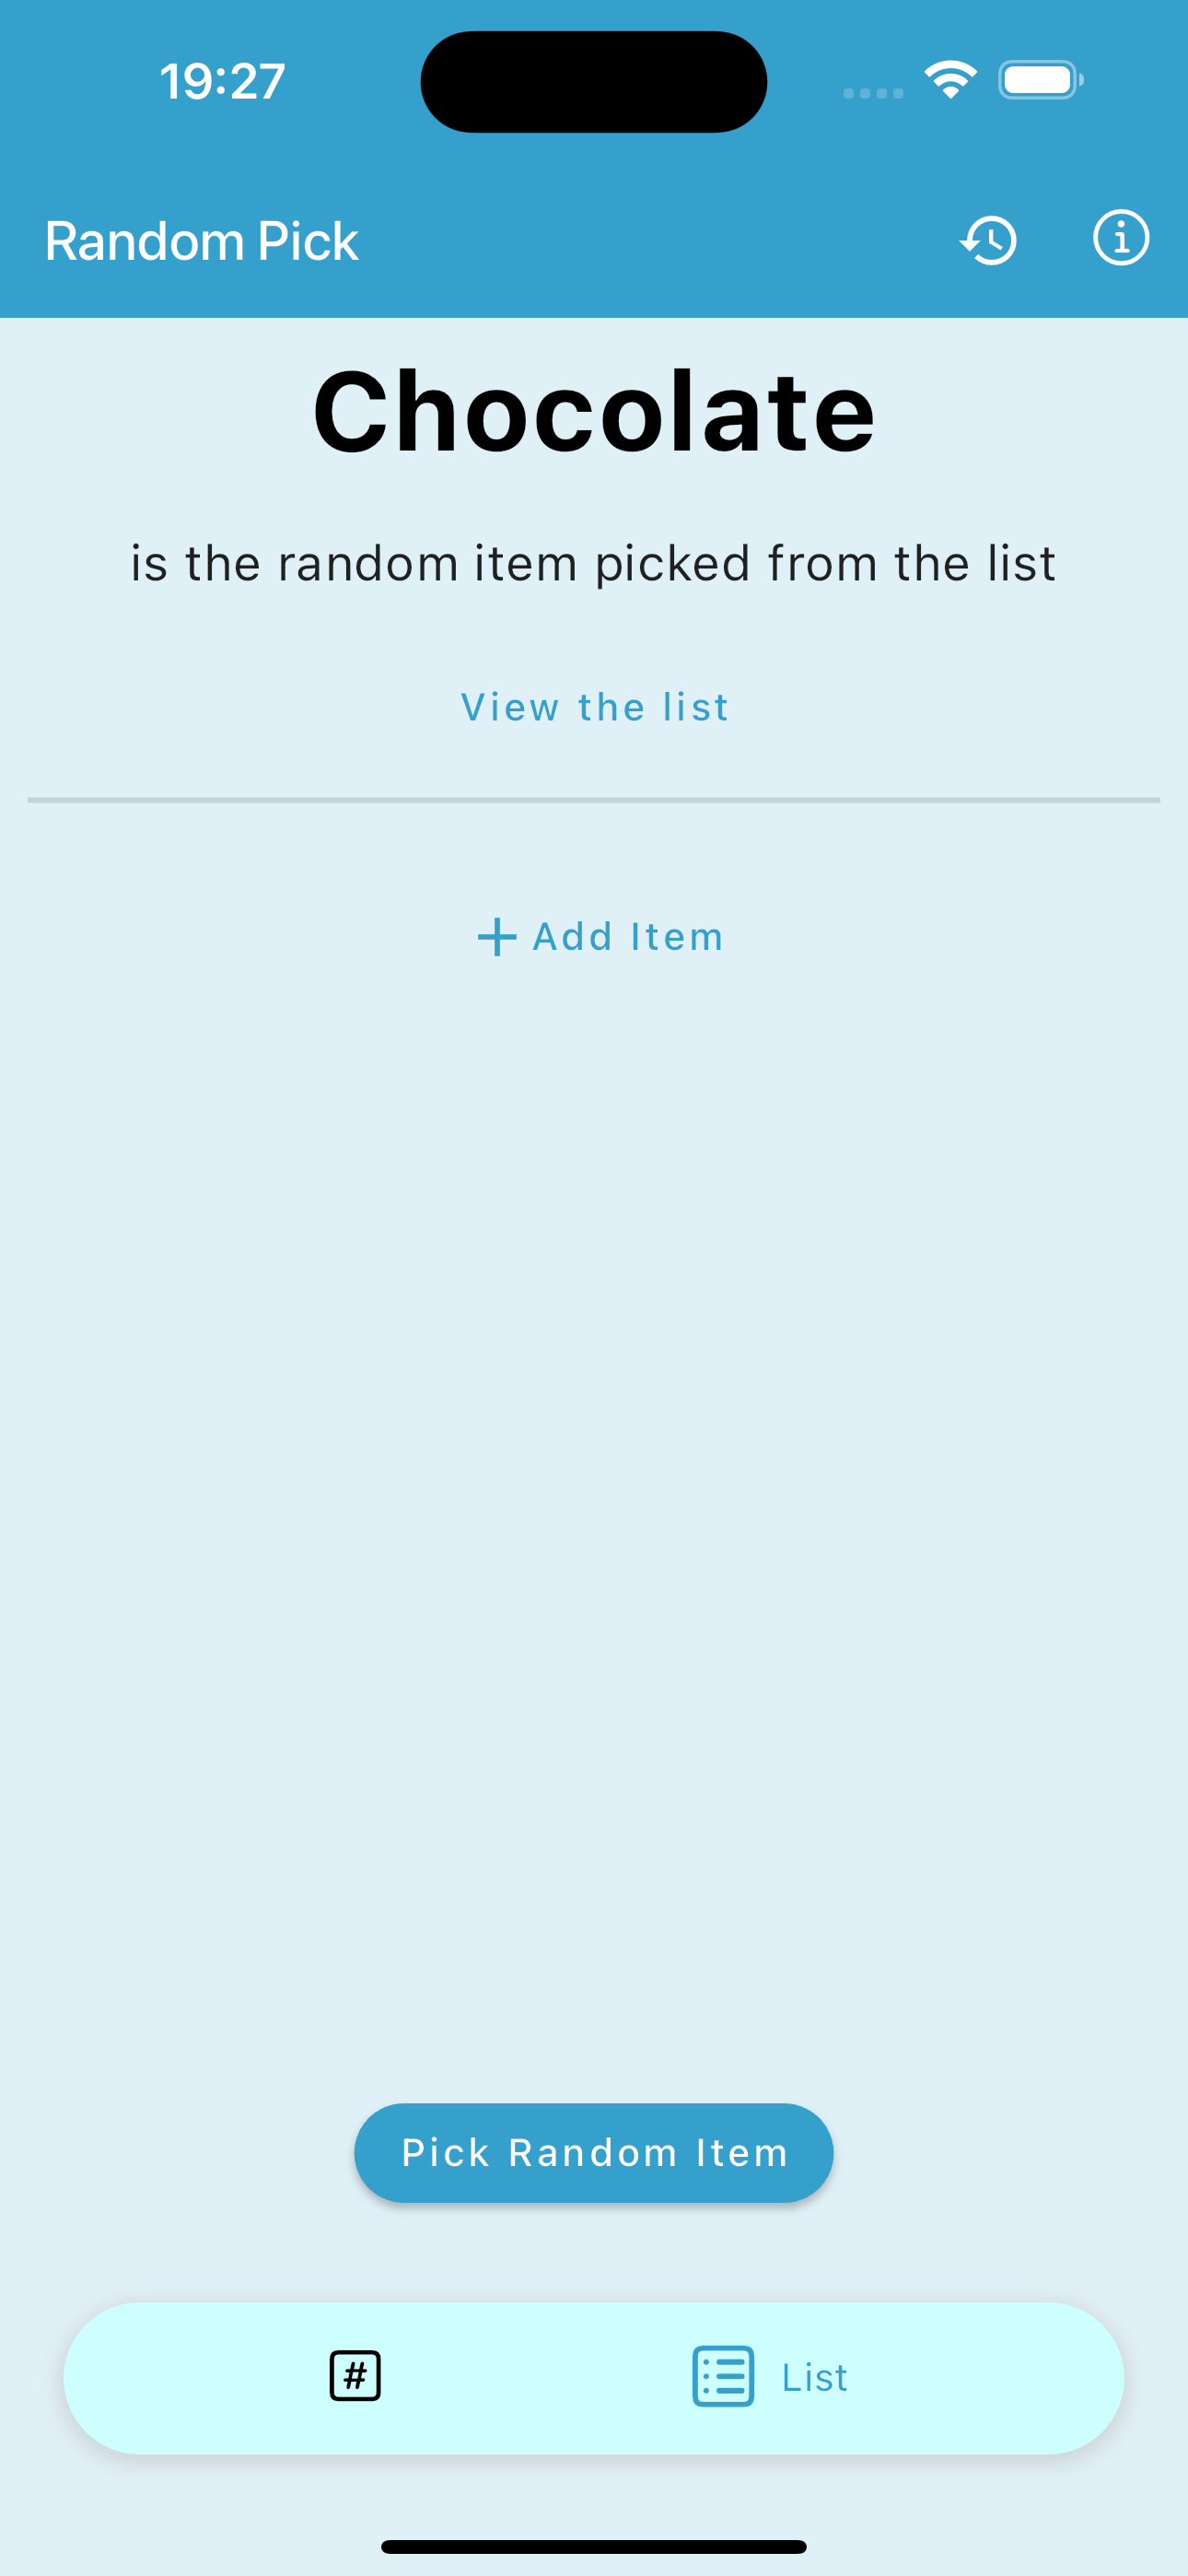 19:27
Random Pick
Chocolate
is the random item picked from the list
View the list
+ Add Item
Pick Random Item
# List